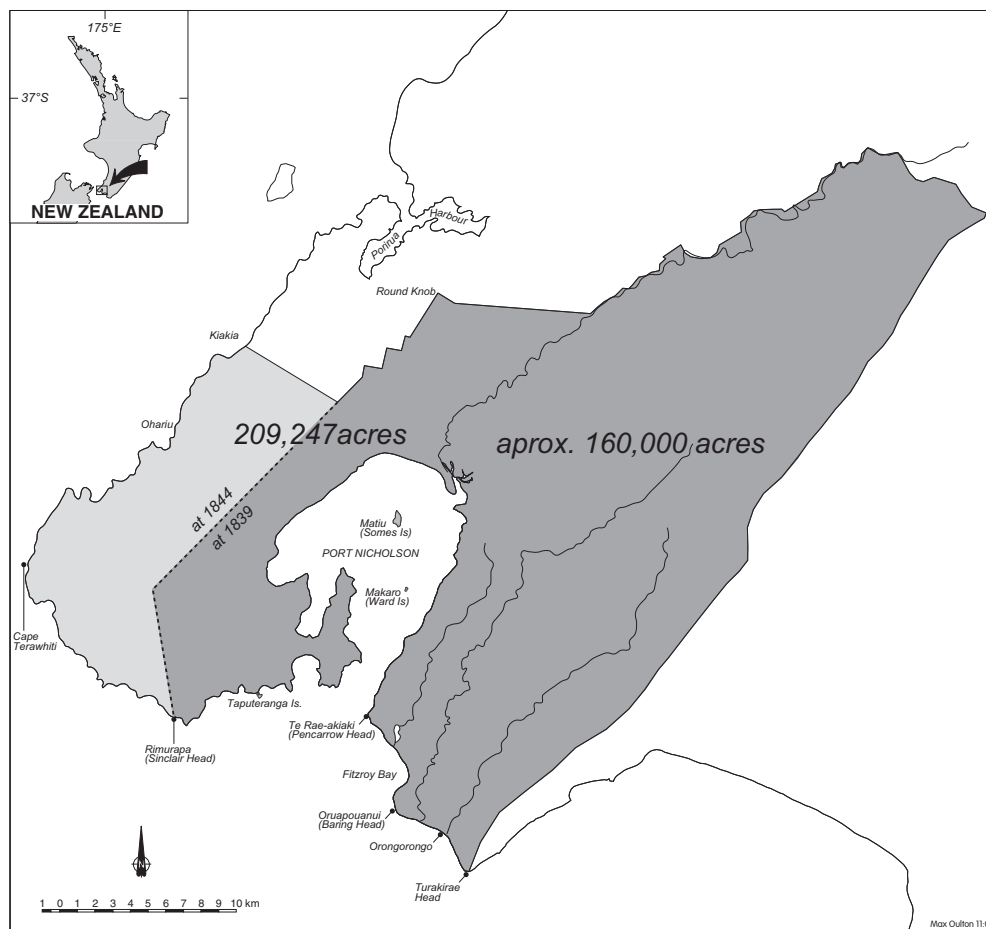 175°E
37°S
NEW ZEALAND
Porirua
Harbour
Round Knob
Kiakia
Ohariu
209,247acres
aprox. 160,000 acres
at 1844
at 1839
Matiu
(Somes Is)
PORT NICHOLSON
Makaro
(Ward Is)
Cape
Terawhiti
Taputeranga Is.
Te Rae-akiaki
(Pencarrow Head)
Rimurapa
(Sinclair Head)
Fitzroy Bay
Oruapouanui
(Baring Head)
Orongorongo
Turakirae
Head
N
1 0 1 2 3 4 5 6 7 8 9 10 km
Max Oulton